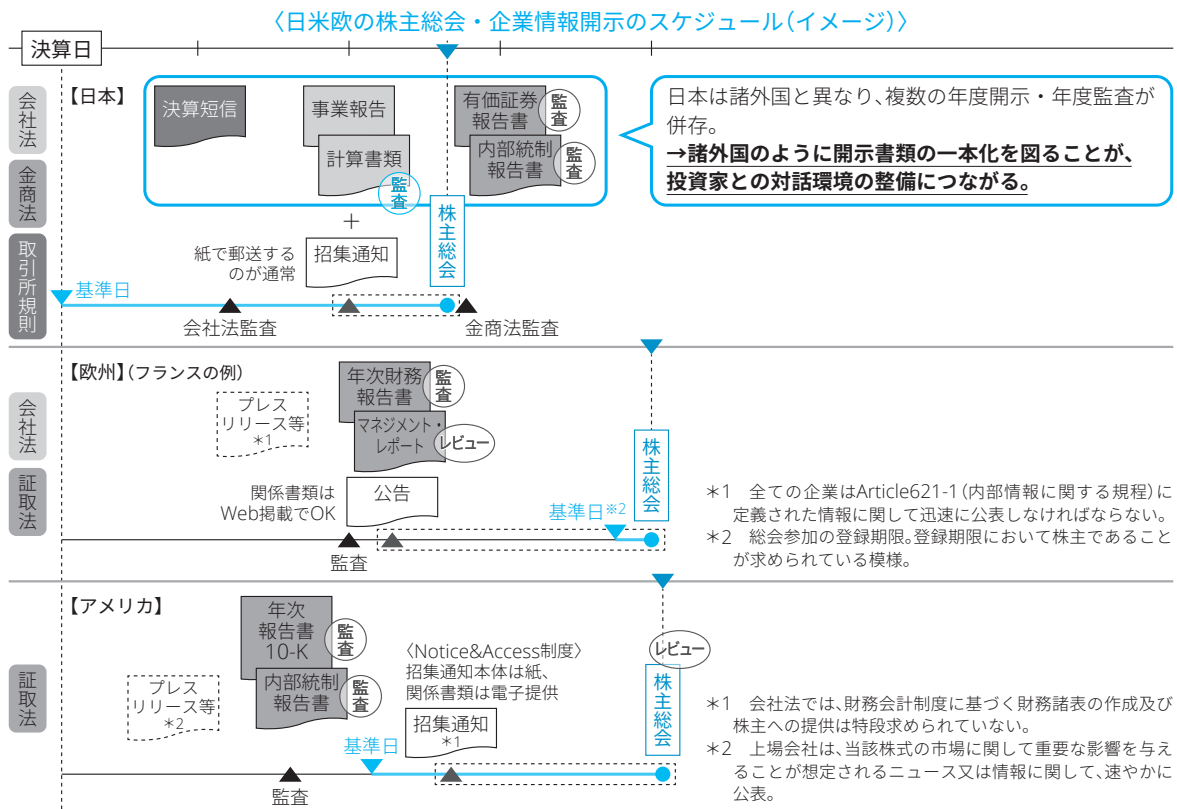 〈日米欧の株主総会・企業情報開示のスケジュール(イメージ)〉
決算日
会社法
金商法
取引所規則
【日本】
決算短信
事業報告
計算書類
監査
有価証券
報告書
監査
内部統制
報告書
監査
日本は諸外国と異なり、複数の年度開示・年度監査が
併存。
→諸外国のように開示書類の一本化を図ることが、
投資家との対話環境の整備につながる。
+
紙で郵送する
のが通常
招集通知
株主総会
基準日
会社法監査
金商法監査
会社法
証取法
【欧州】(フランスの例)
プレス
リリース等
*1
年次財務
報告書
監査
マネジメント・
レポート
レビュー
関係書類は
Web掲載でOK
公告
基準日※2
株主総会
監査
*1 全ての企業はArticle621-1(内部情報に関する規程)に
定義された情報に関して迅速に公表しなければならない。
*2 総会参加の登録期限。登録期限において株主であること
が求められている模様。
証取法
【アメリカ】
プレス
リリース等
*2
年次
報告書
10-K
監査
内部統制
報告書
監査
〈Notice&Access制度〉
招集通知本体は紙、
関係書類は電子提供
招集通知
*1
基準日
レビュー
株主総会
監査
*1 会社法では、財務会計制度に基づく財務諸表の作成及び
株主への提供は特段求められていない。
*2 上場会社は、当該株式の市場に関して重要な影響を与え
ることが想定されるニュース又は情報に関して、速やかに
公表。